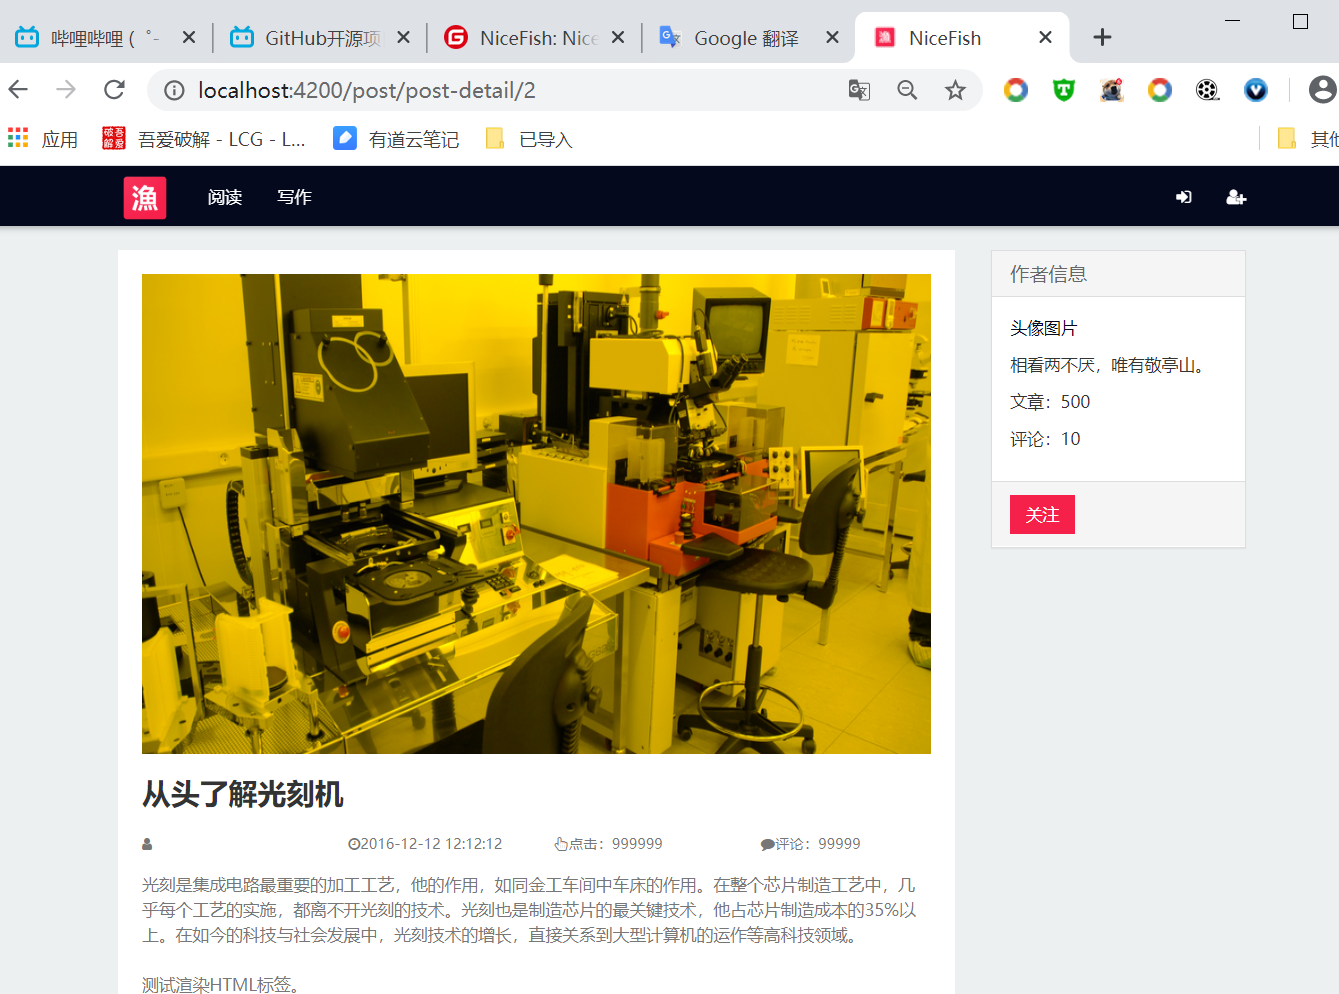 哔哩哔哩 (゜-
GitHub开源项
NiceFish: Nice
Google 翻译
NiceFish
localhost:4200/post/post-detail/2
应用
吾爱破解 - LCG - L...
有道云笔记
已导入
其他
漁
阅读
写作
作者信息
头像图片
相看两不厌，唯有敬亭山。
文章：500
评论：10
关注
从头了解光刻机
2016-12-12 12:12:12
点击：999999
评论：99999
光刻是集成电路最重要的加工工艺，他的作用，如同金工车间中车床的作用。在整个芯片制造工艺中，几
乎每个工艺的实施，都离不开光刻的技术。光刻也是制造芯片的最关键技术，他占芯片制造成本的35%以
上。在如今的科技与社会发展中，光刻技术的增长，直接关系到大型计算机的运作等高科技领域。
测试渲染HTML标签。